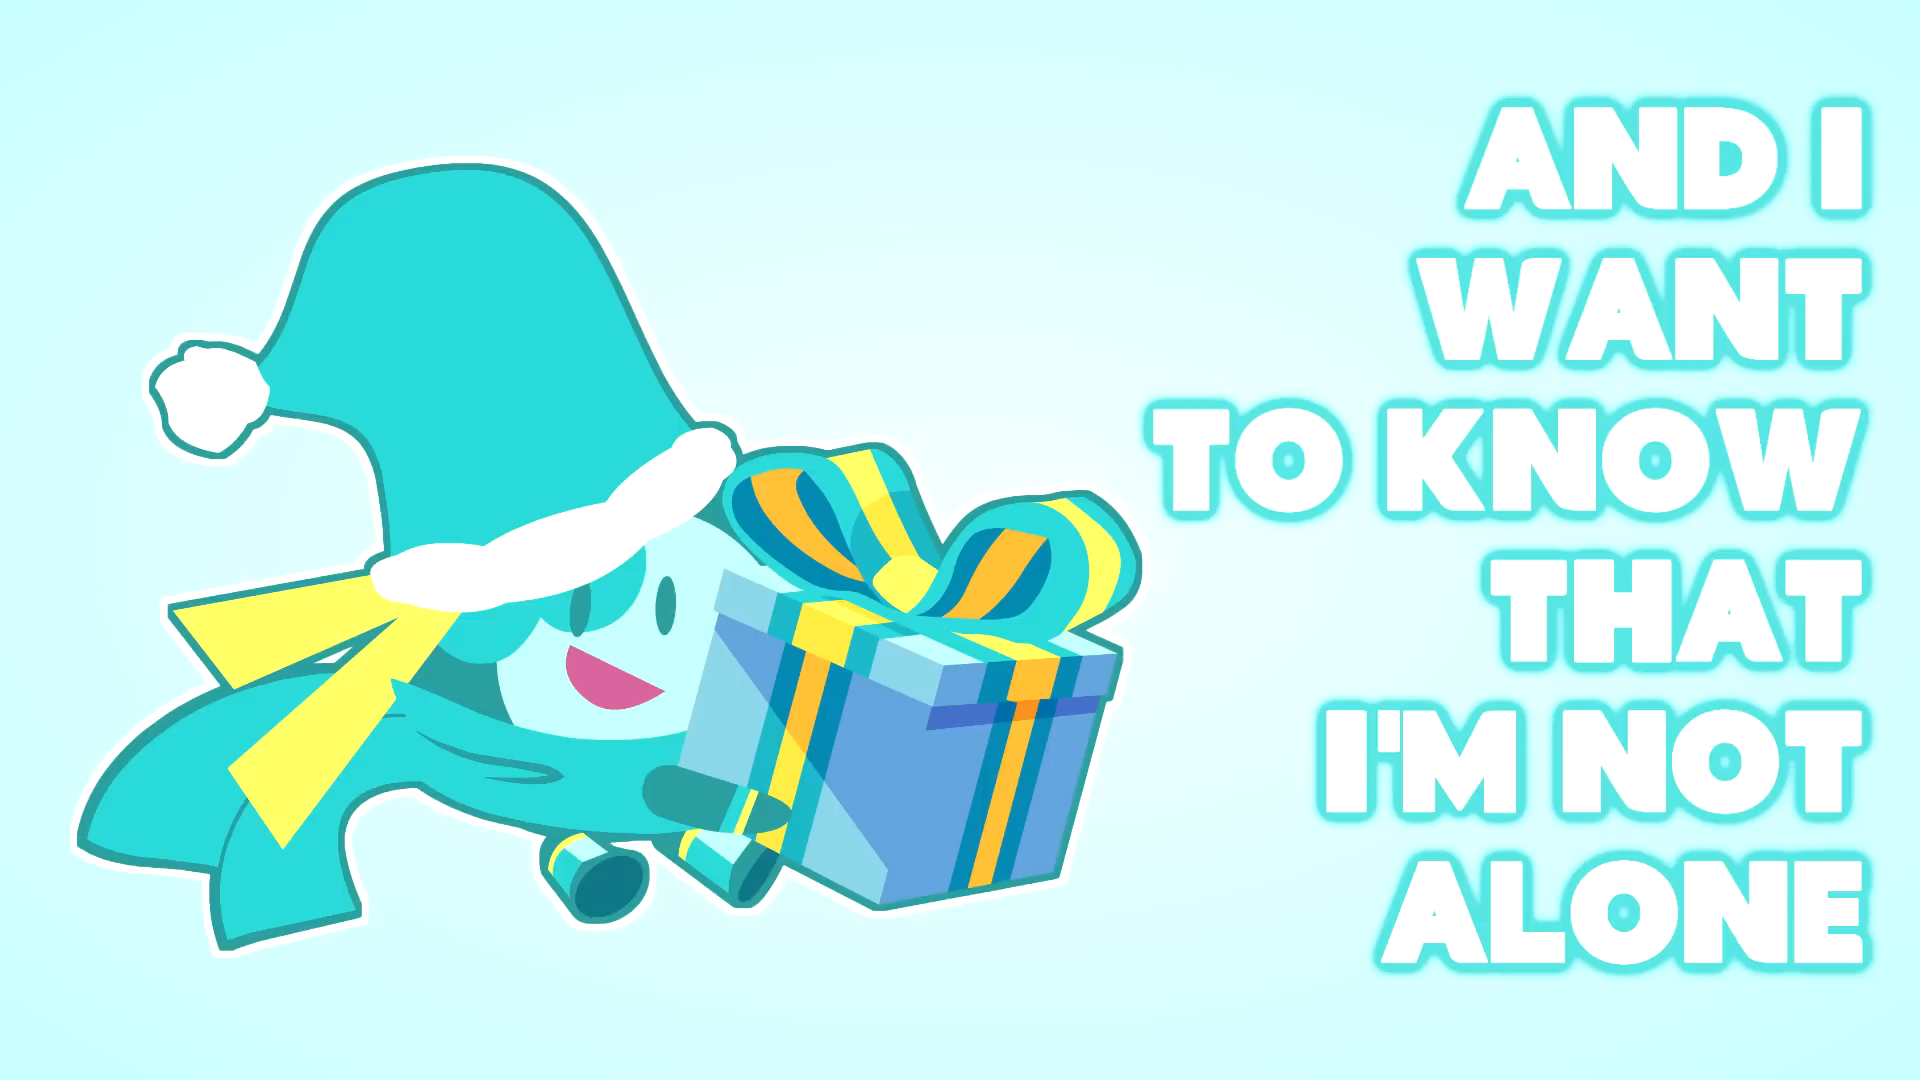 AND I
WANT
TO KNOW
THAT
I'M NOT
ALONE